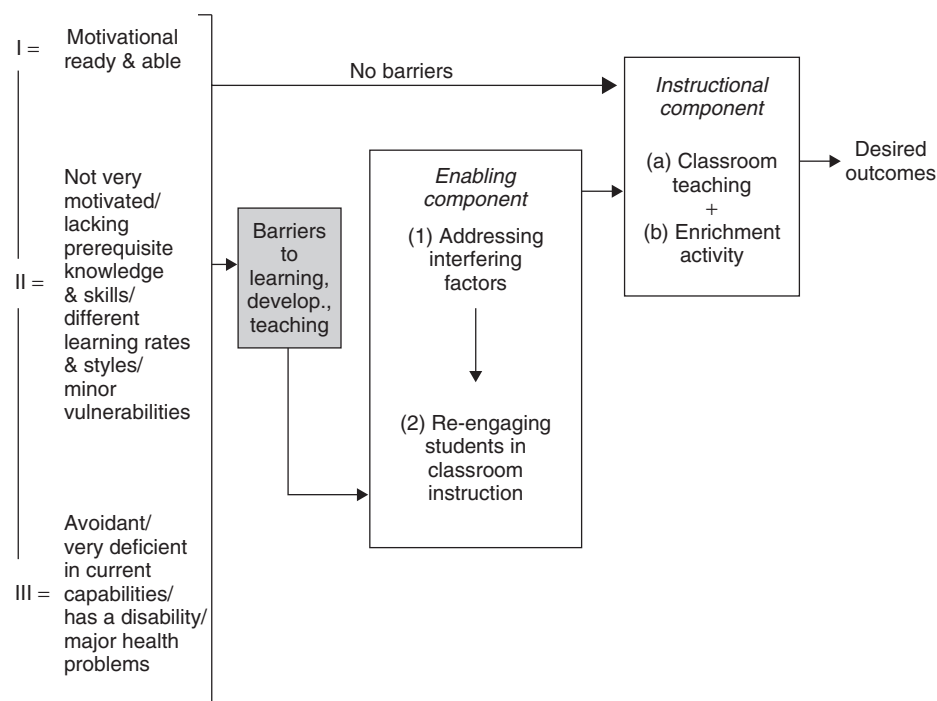 I =
Motivational
ready & able
No barriers
Instructional
component
(a) Classroom
teaching
+
(b) Enrichment
activity
Desired
outcomes
II =
Not very
motivated/
lacking
prerequisite
knowledge
& skills/
different
learning rates
& styles/
minor
vulnerabilities
Barriers
to
learning,
develop.,
teaching
Enabling
component
(1) Addressing
interfering
factors
(2) Re-engaging
students in
classroom
instruction
III =
Avoidant/
very deficient
in current
capabilities/
has a disability/
major health
problems